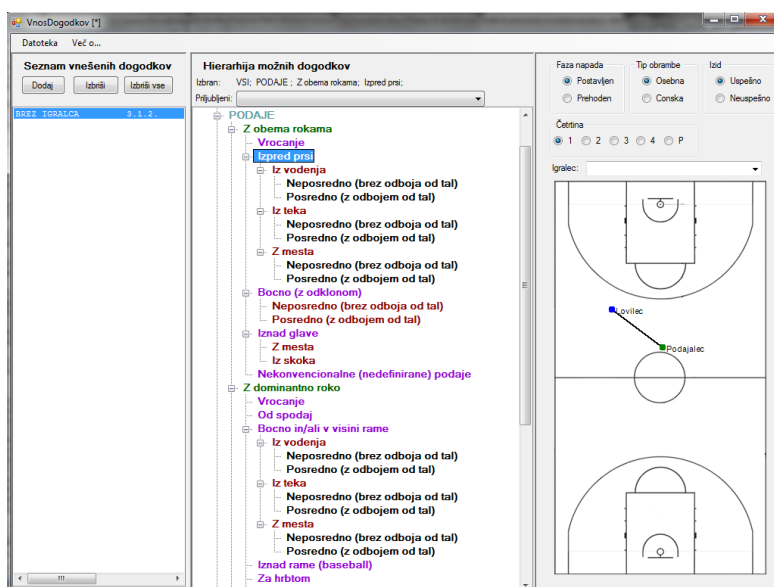 VnosDogodkov [*]
Datoteka Več o...
Seznam vnešenih dogodkov
Dodaj Izbriši Izbriši vse
BREZ IGRALCA 3.1.2.
Hierarhija možnih dogodkov
Izbran: VSI; PODAJE ; Z obema rokama; Izpred prsi;
Priljubljeni:
PODAJE
Z obema rokama
Vrocanje
Izpred prsi
Iz vodenja
Neposredno (brez odboja od tal)
Posredno (z odbojem od tal)
Iz teka
Neposredno (brez odboja od tal)
Posredno (z odbojem od tal)
Z mesta
Neposredno (brez odboja od tal)
Posredno (z odbojem od tal)
Bocno (z odklonom)
Neposredno (brez odboja od tal)
Posredno (z odbojem od tal)
Iznad glave
Z mesta
Iz skoka
Nekonvencionalne (nedefinirane) podaje
Z dominantno roko
Vrocanje
Od spodaj
Bocno in/ali v visini rame
Iz vodenja
Neposredno (brez odboja od tal)
Posredno (z odbojem od tal)
Iz teka
Neposredno (brez odboja od tal)
Posredno (z odbojem od tal)
Z mesta
Neposredno (brez odboja od tal)
Posredno (z odbojem od tal)
Iznad rame (baseball)
Za hrbtom
Faza napada Tip obrambe Izid
Postavljen Osebna Uspešno
Prehoden Conska Neuspešno
Četrtina
1 2 3 4 P
Igralec:
Lovilec
Podajalec